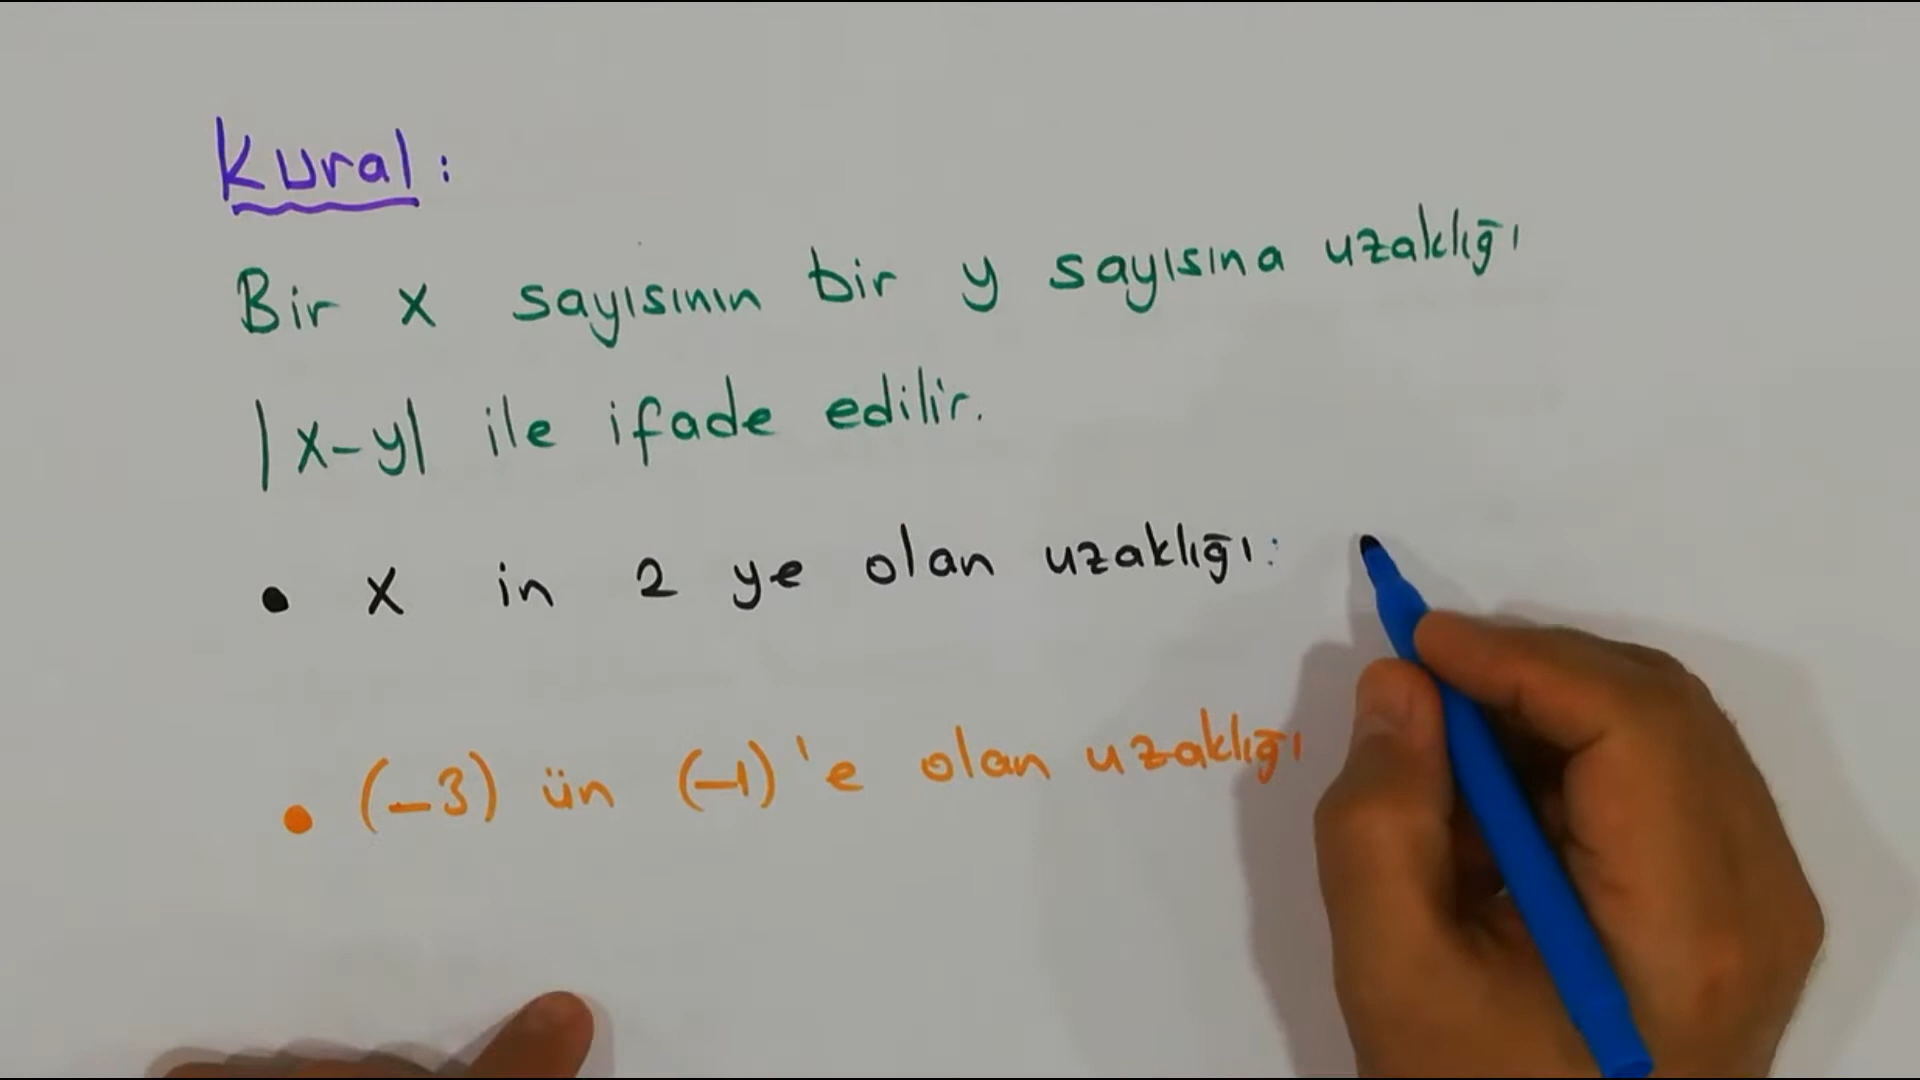 Kural:
Bir x sayısının bir y sayısına uzaklığı
|x-y| ile ifade edilir.
• x in 2 ye olan uzaklığı:
• (-3) ün (-1)'e olan uzaklığı